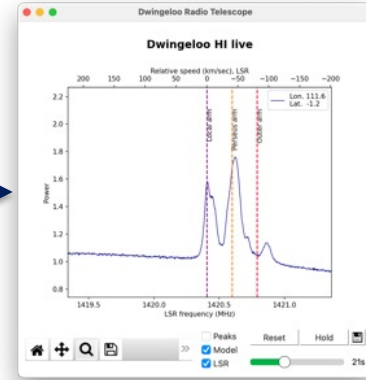 Dwingeloo Radio Telescope
Dwingeloo HI live
Relative speed (km/sec), LSR
200 150 100 50 0 −50 −100 −150 −200
Lon. 111.6
Lat. -1.2
Local arm
Perseus arm
Outer arm
2.2
2.0
1.8
1.6
1.4
1.2
1.0
0.8
Power
1419.5 1420.0 1420.5 1421.0
LSR frequency (MHz)
Peaks
Model
LSR
Reset
Hold
21s